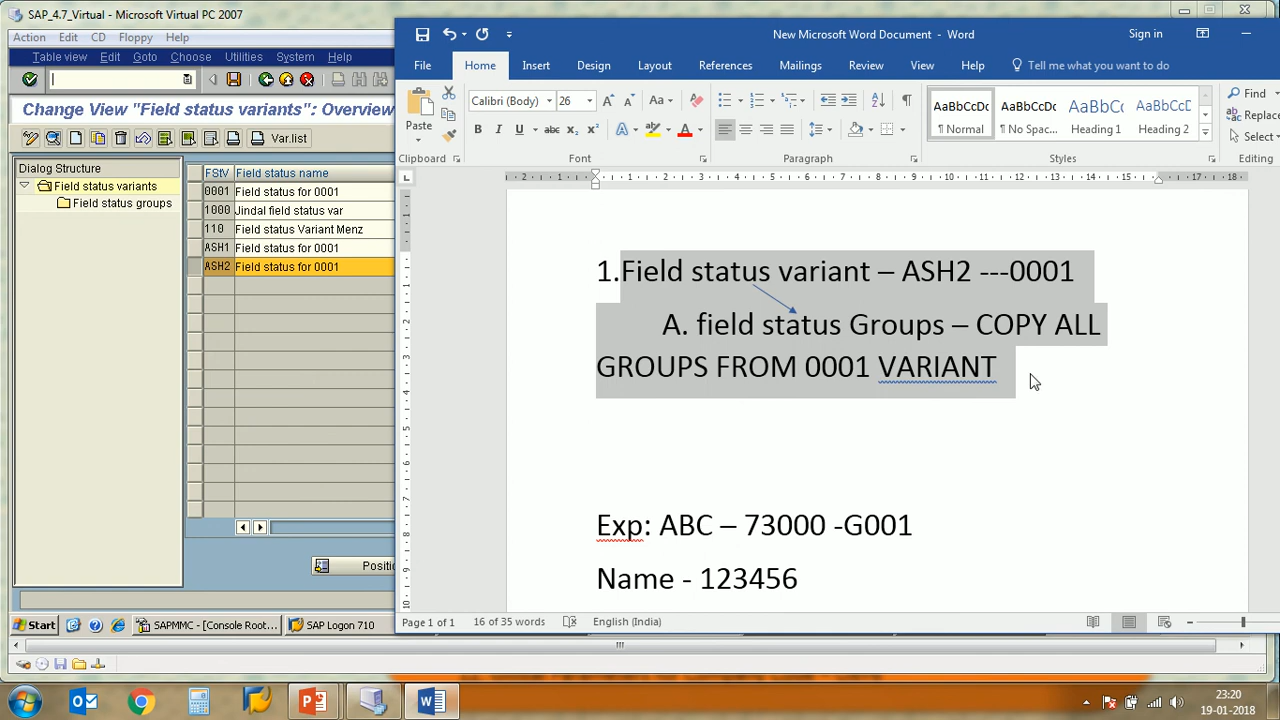 SAP_4.7_Virtual - Microsoft Virtual PC 2007
Action Edit CD Floppy Help
Table view Edit Goto Choose Utilities System Help
Change View "Field status variants": Overview
Var.list
Dialog Structure
Field status variants
Field status groups
FStV Field status name
0001 Field status for 0001
1000 Jindal field status var
110 Field status Variant Menz
ASH1 Field status for 0001
ASH2 Field status for 0001
Start
SAPMMC - [Console Root...
SAP Logon 710
New Microsoft Word Document - Word
Sign in
File Home Insert Design Layout References Mailings Review View Help Tell me what you want to do
Paste
Calibri (Body) 26
Clipboard Font Paragraph Styles Editing
AaBbCcDc AaBbCcDc AaBbCc AaBbCcC
¶ Normal ¶ No Spac... Heading 1 Heading 2
Find
Replace
Select
1.Field status variant – ASH2 ---0001
A. field status Groups – COPY ALL
GROUPS FROM 0001 VARIANT
Exp: ABC – 73000 -G001
Name - 123456
Page 1 of 1 16 of 35 words English (India)
23:20
19-01-2018